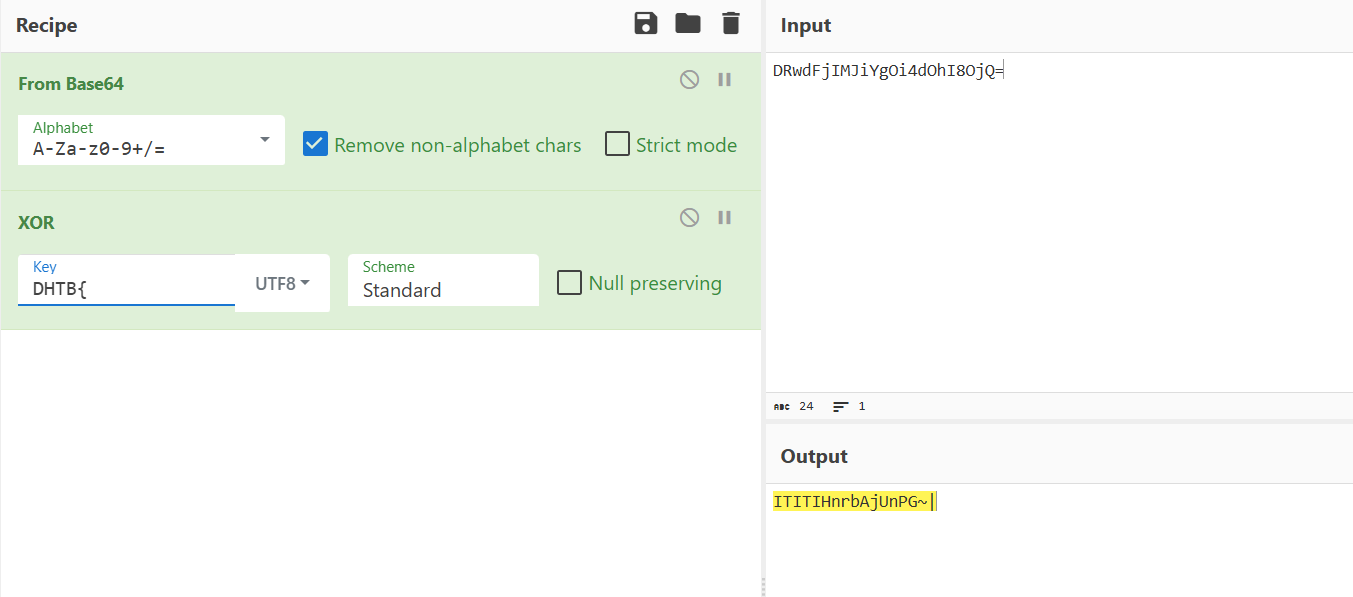 Recipe
From Base64
Alphabet
A-Za-z0-9+/=
Remove non-alphabet chars
Strict mode
XOR
Key
DHTB{
UTF8
Scheme
Standard
Null preserving
Input
DRwdFjIMJiYgOi4dOhI8OjQ=
ABC 24 1
Output
ITITIHnrbAjUnPG~|